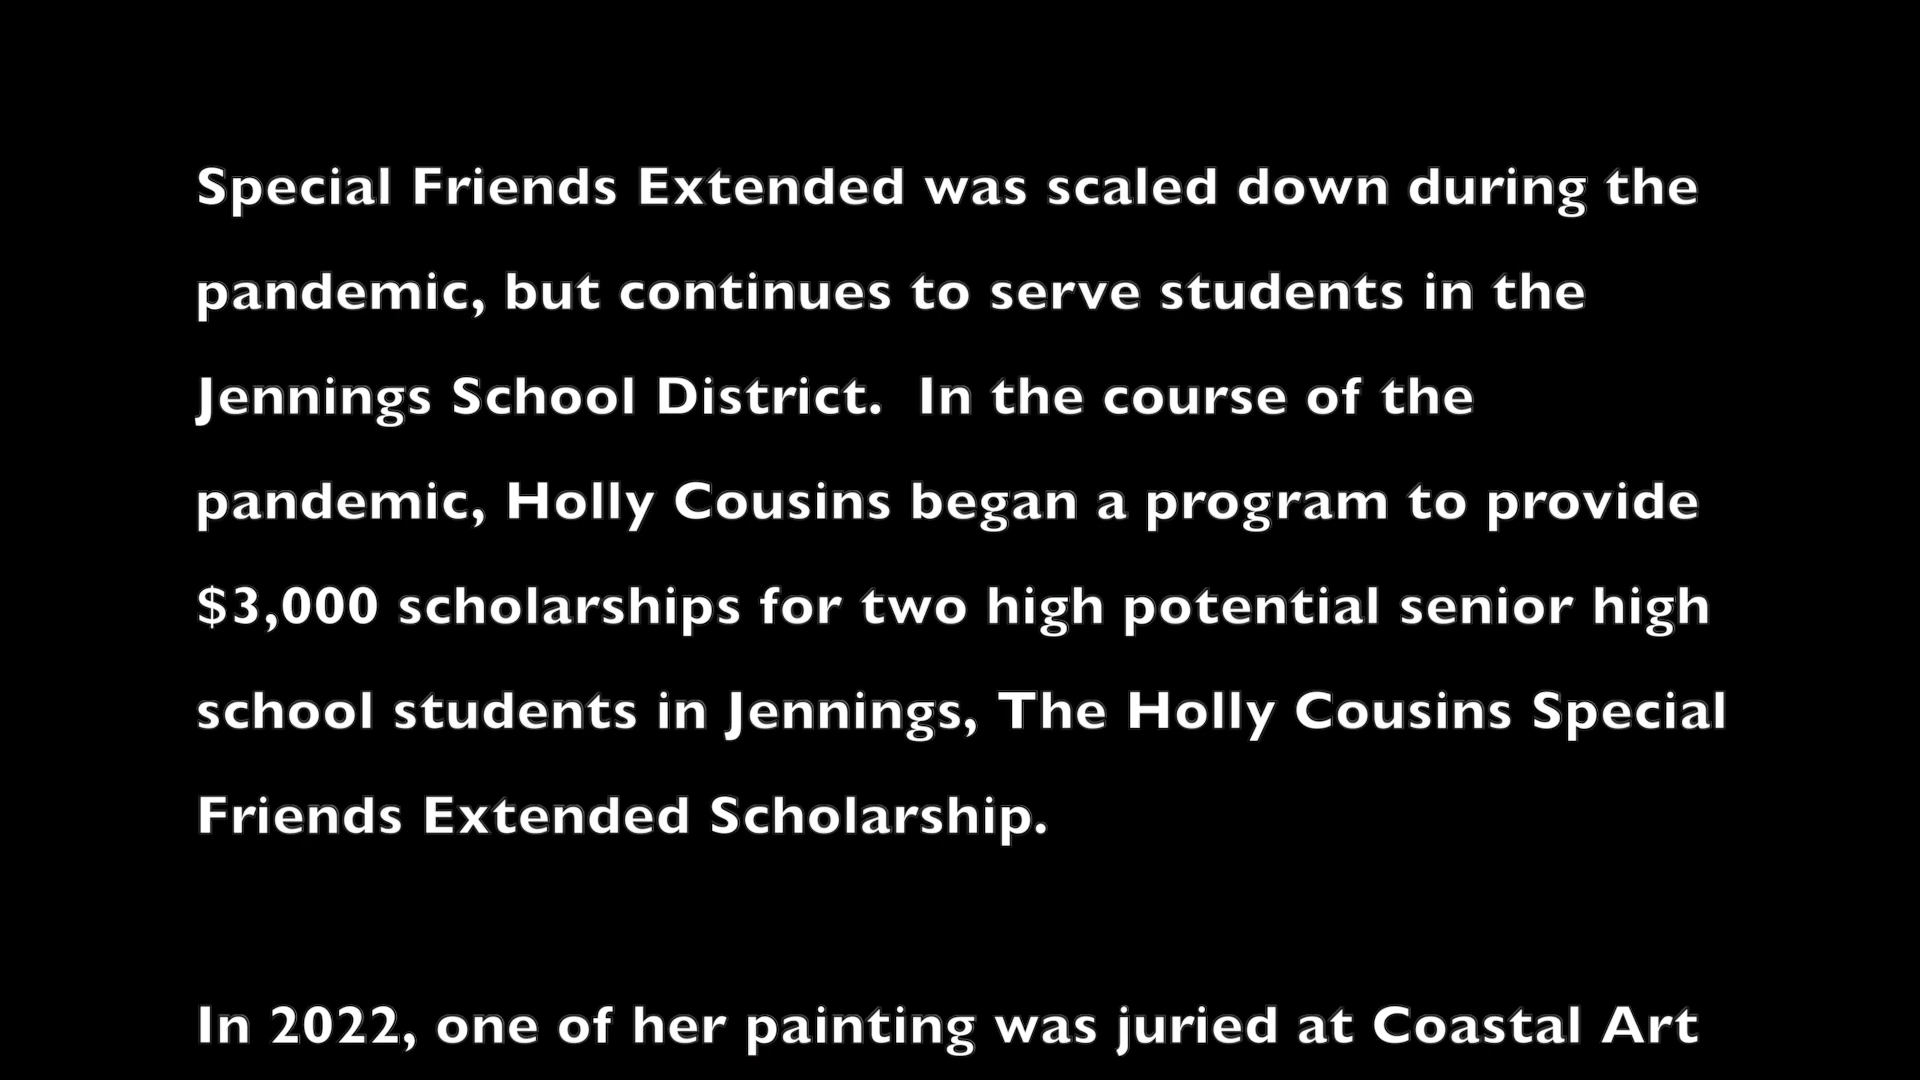 Special Friends Extended was scaled down during the
pandemic, but continues to serve students in the
Jennings School District.  In the course of the
pandemic, Holly Cousins began a program to provide
$3,000 scholarships for two high potential senior high
school students in Jennings, The Holly Cousins Special
Friends Extended Scholarship.
In 2022, one of her painting was juried at Coastal Art